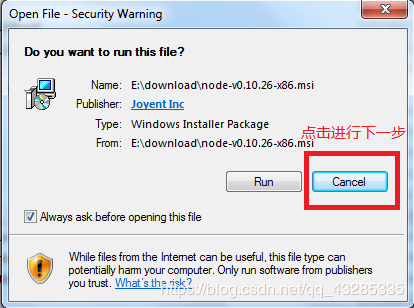 Open File - Security Warning
Do you want to run this file?
Name: E:\download\node-v0.10.26-x86.msi
Publisher: Joyent Inc
Type: Windows Installer Package
From: E:\download\node-v0.10.26-x86.msi
点击进行下一步
Run Cancel
Always ask before opening this file
While files from the Internet can be useful, this file type can
potentially harm your computer. Only run software from publishers
you trust. What's the risk?
https://blog.csdn.net/qq_43285335